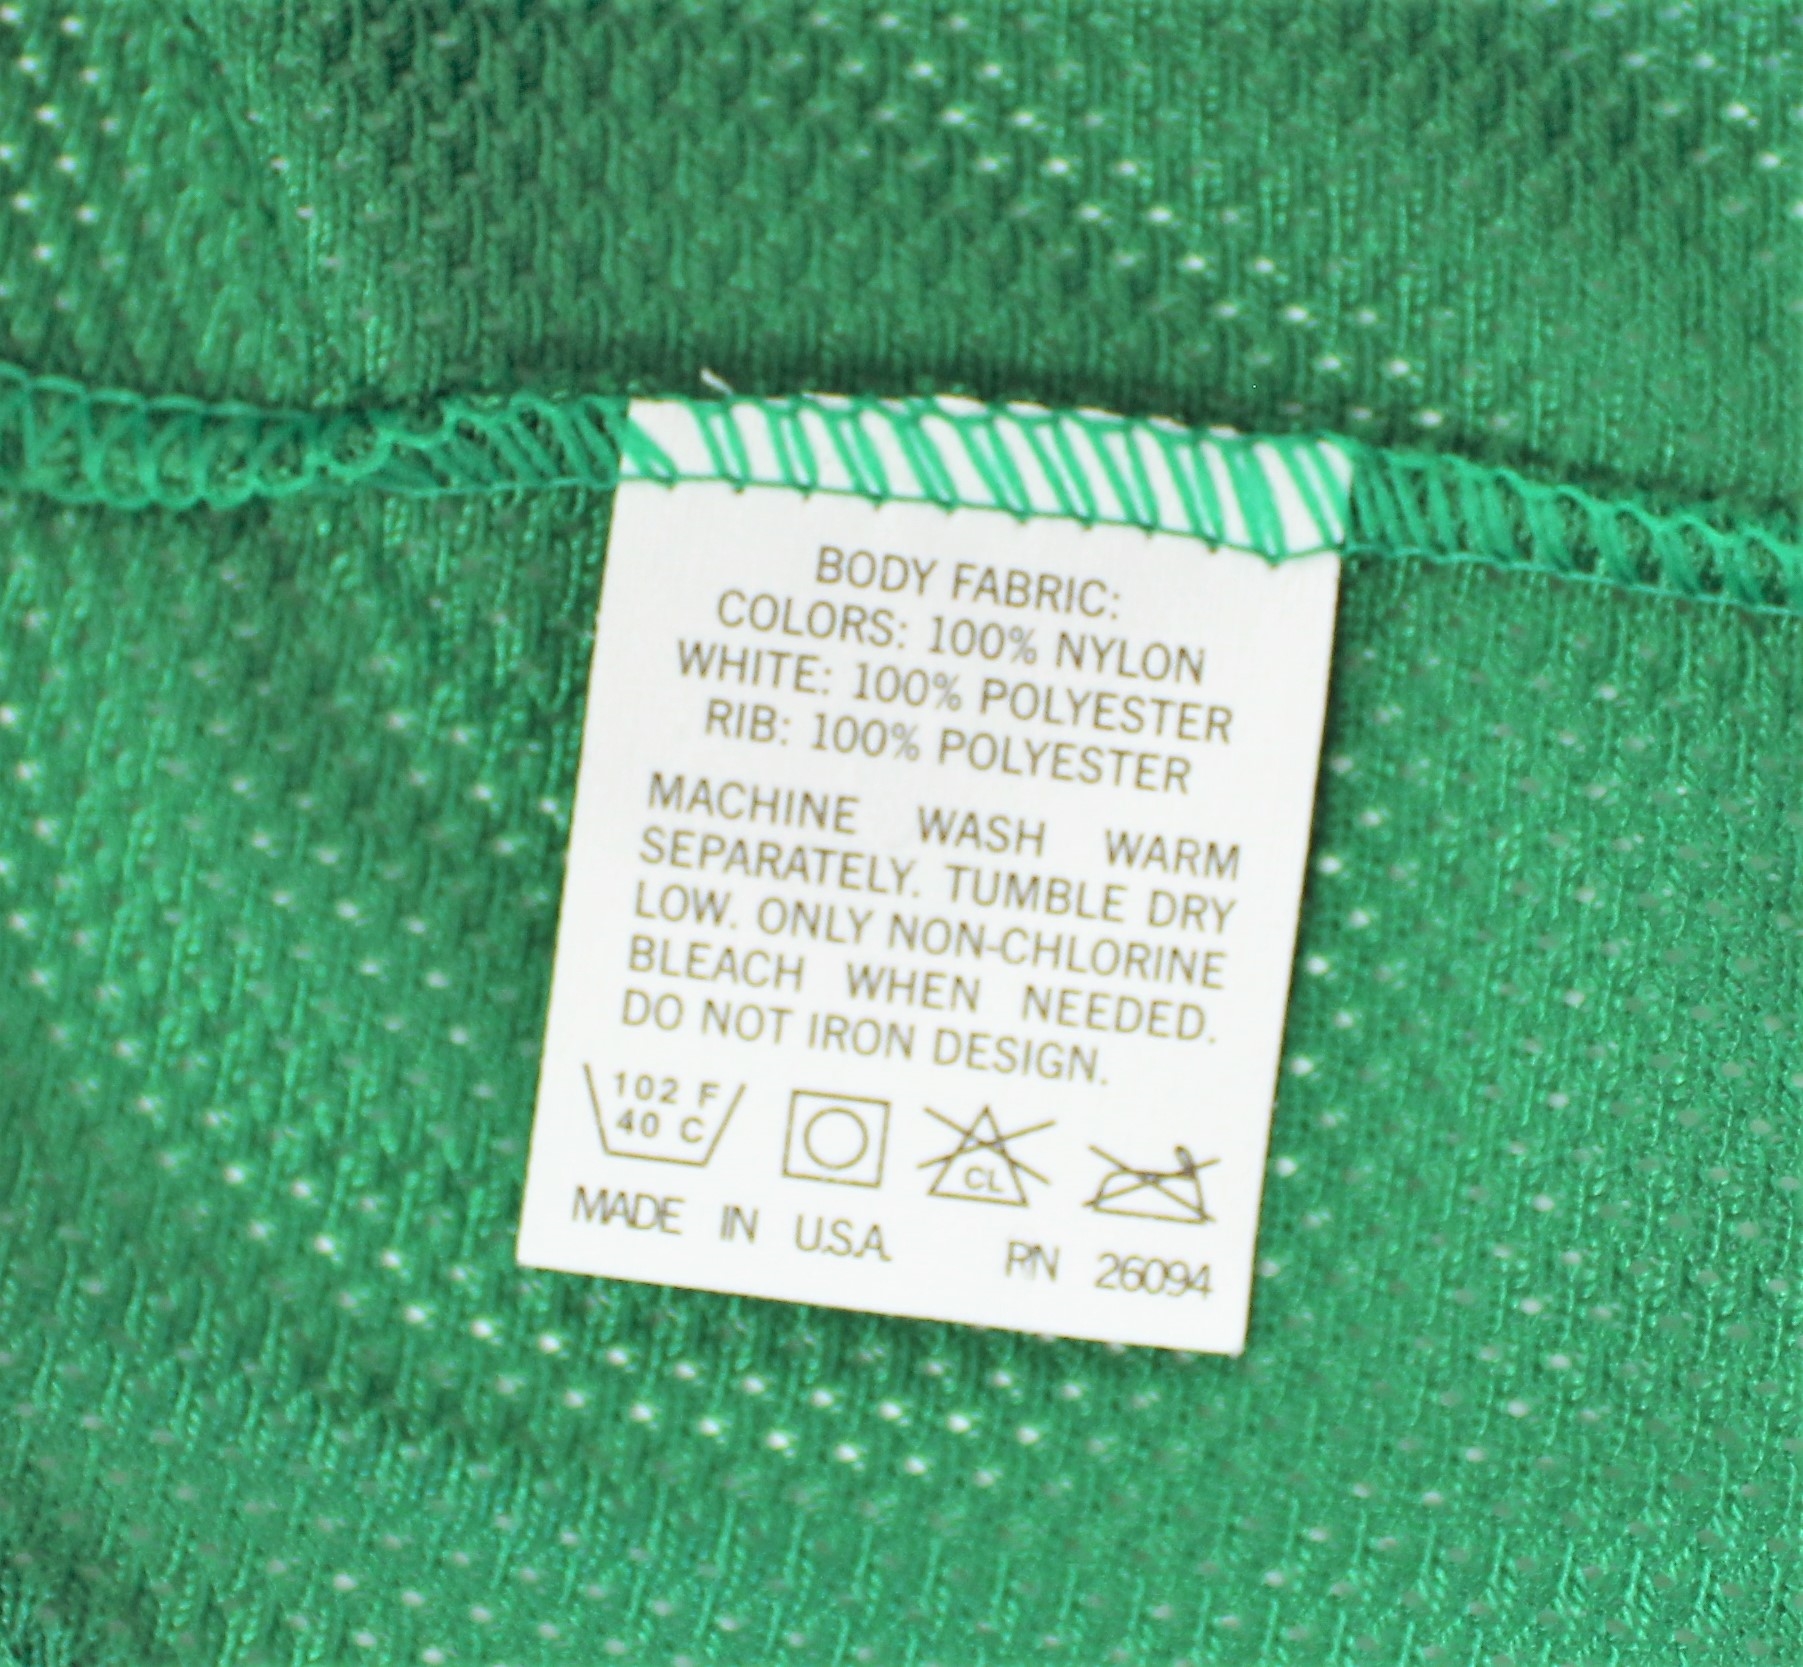 BODY FABRIC:
COLORS: 100% NYLON
WHITE: 100% POLYESTER
RIB: 100% POLYESTER
MACHINE WASH WARM
SEPARATELY. TUMBLE DRY
LOW. ONLY NON-CHLORINE
BLEACH WHEN NEEDED.
DO NOT IRON DESIGN.
102 F
40 C
CL
MADE IN U.S.A. RN 26094